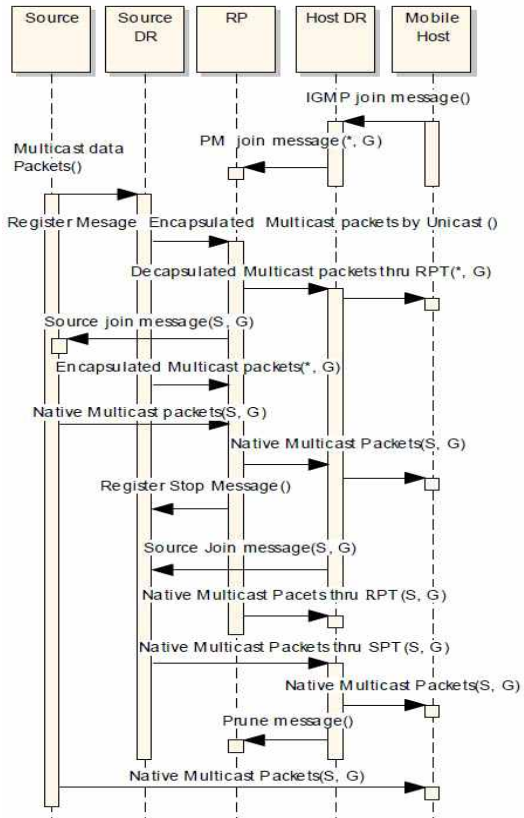 Source
Source
DR
RP
Host DR
Mobile
Host
IGMP join message()
PM join message(*, G)
Multicast data
Packets()
Register Mesage Encapsulated Multicast packets by Unicast ()
Decapsulated Multicast packets thru RPT(*, G)
Source join message(S, G)
Encapsulated Multicast packets(*, G)
Native Multicast packets(S, G)
Native Multicast Packets(S, G)
Register Stop Message()
Source Join message(S, G)
Native Multicast Pacets thru RPT(S, G)
Native Multicast Packets thru SPT(S, G)
Native Multicast Packets(S, G)
Prune message()
Native Multicast Packets(S, G)